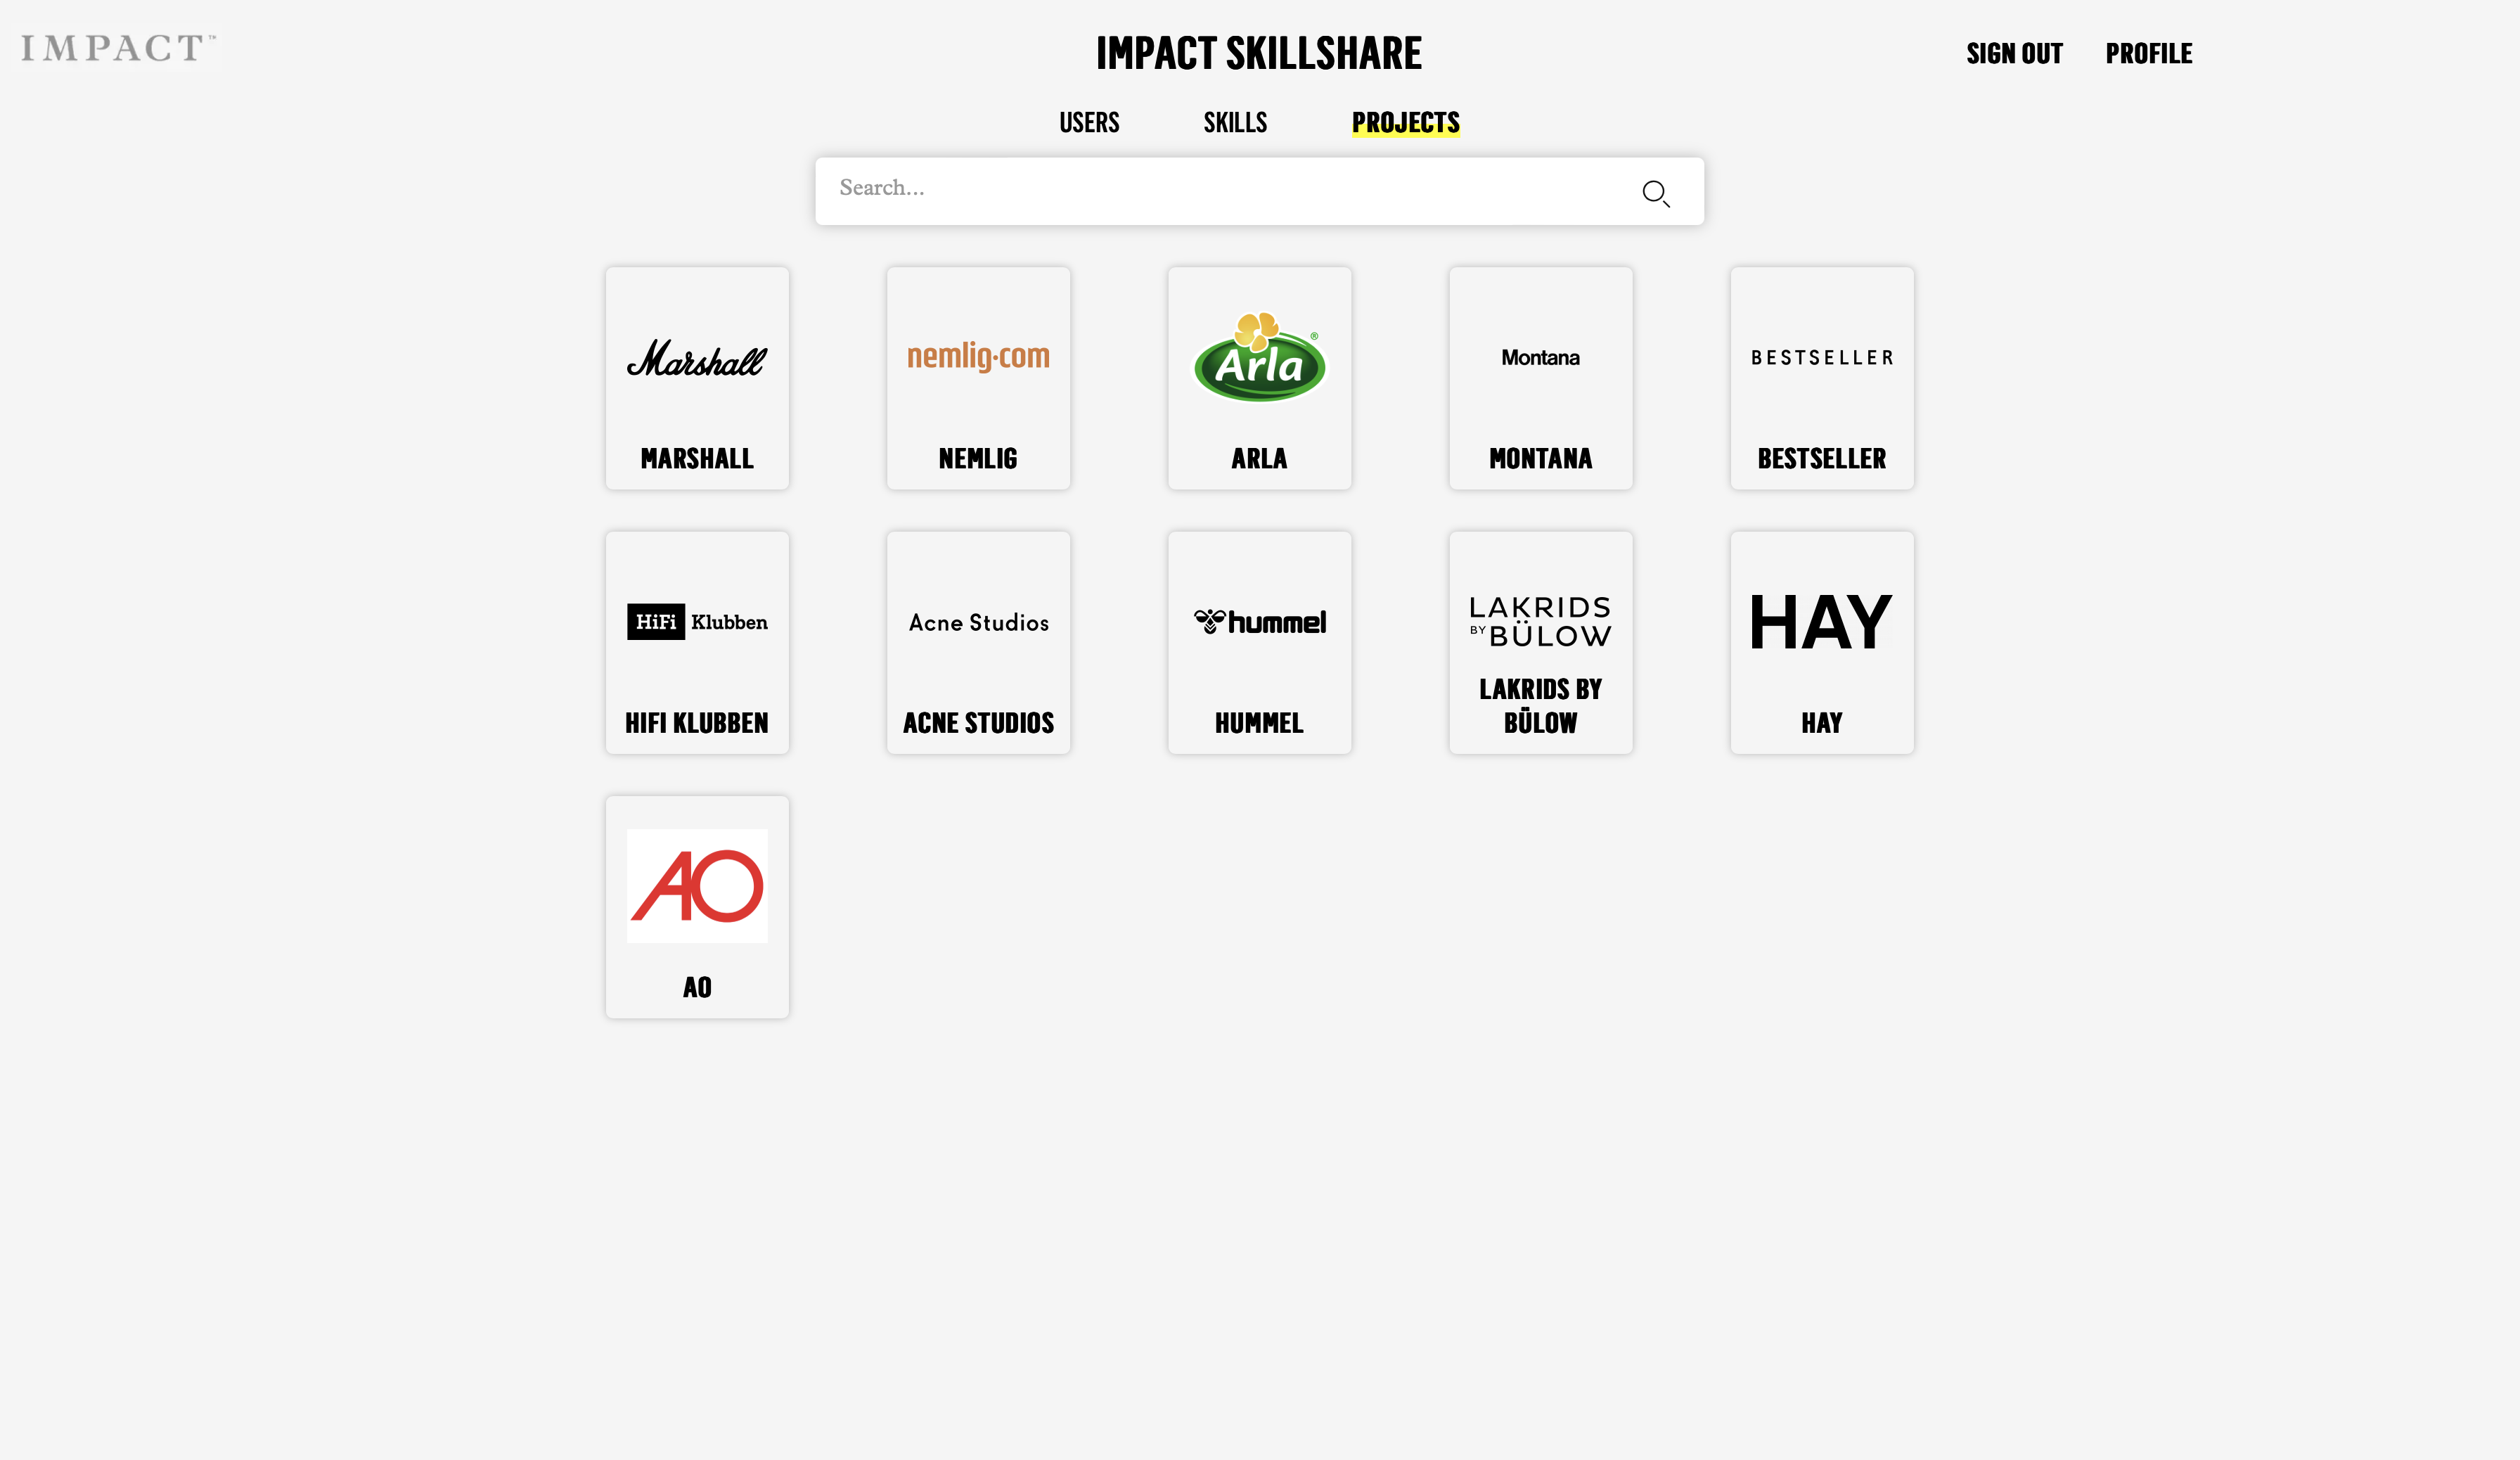 IMPACT™
IMPACT SKILLSHARE
SIGN OUT
PROFILE
USERS
SKILLS
PROJECTS
Search...
Marshall
MARSHALL
nemlig.com
NEMLIG
Arla®
ARLA
Montana
MONTANA
BESTSELLER
BESTSELLER
HiFi Klubben
HIFI KLUBBEN
Acne Studios
ACNE STUDIOS
hummel
HUMMEL
LAKRIDS
BY BÜLOW
LAKRIDS BY
BÜLOW
HAY
HAY
AO
AO